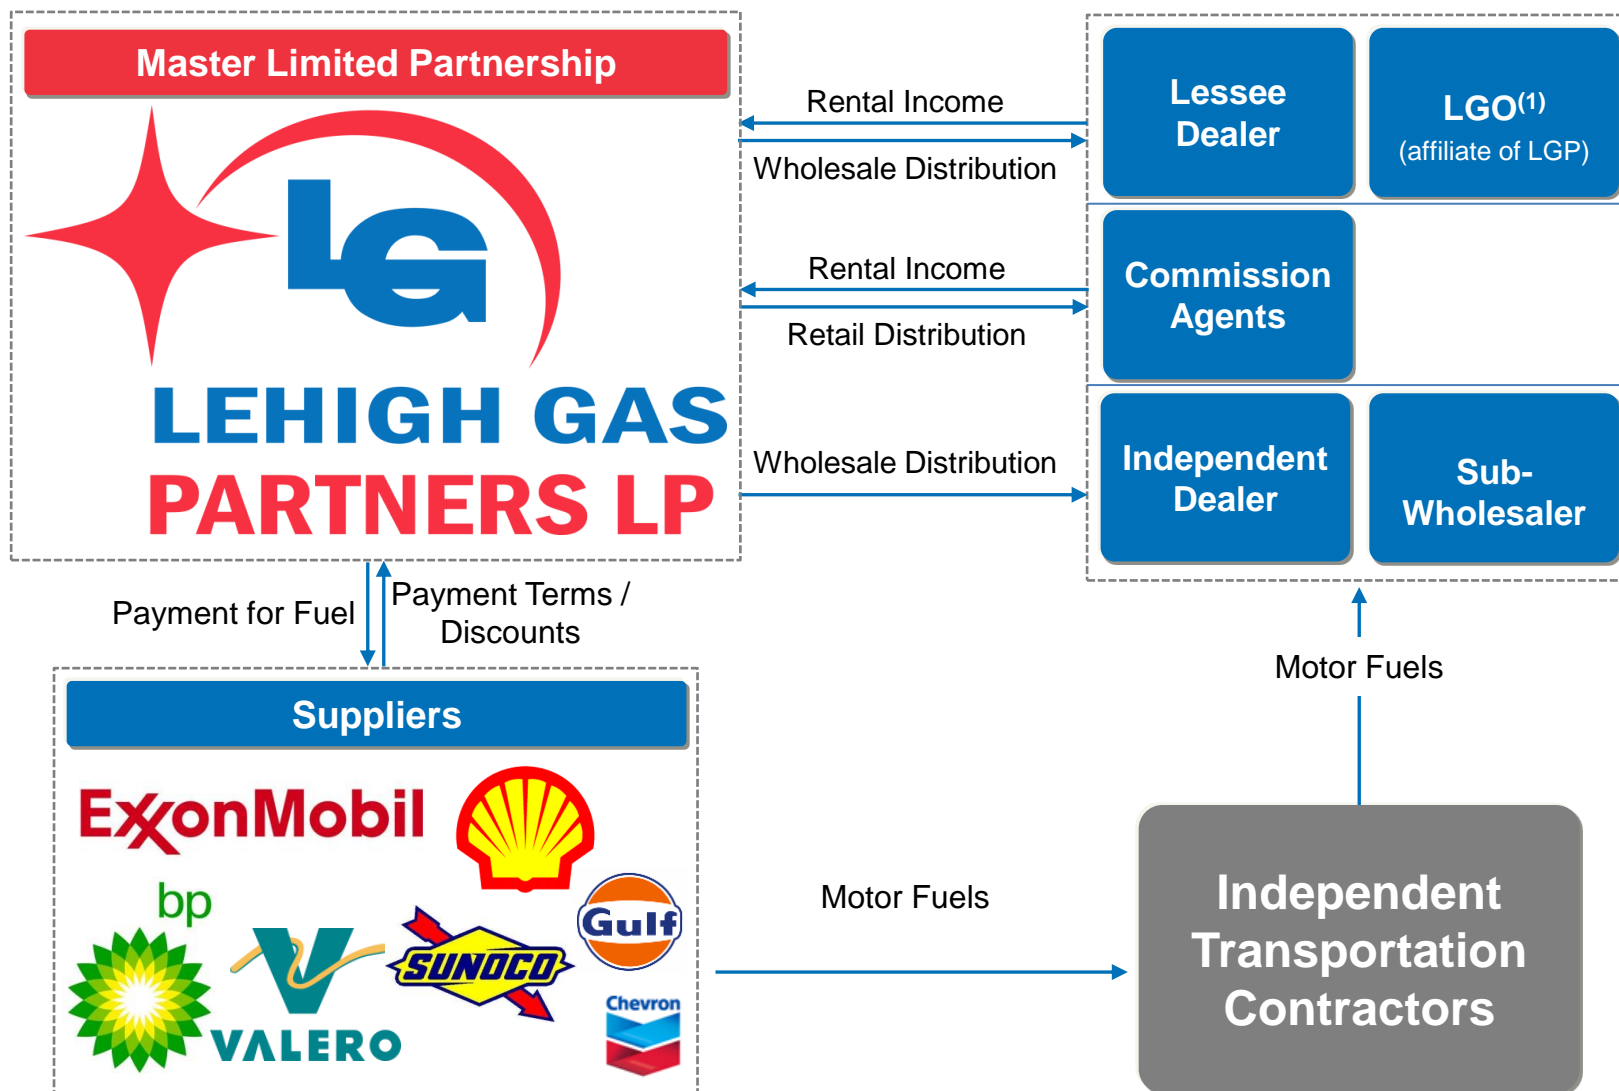 Master Limited Partnership
LG
LEHIGH GAS
PARTNERS LP
Rental Income
Wholesale Distribution
Rental Income
Retail Distribution
Wholesale Distribution
Lessee
Dealer
LGO(1)
(affiliate of LGP)
Commission
Agents
Independent
Dealer
Sub-
Wholesaler
Payment for Fuel
Payment Terms /
Discounts
Motor Fuels
Suppliers
ExxonMobil
bp
VALERO
SUNOCO
Gulf
Chevron
Motor Fuels
Independent
Transportation
Contractors